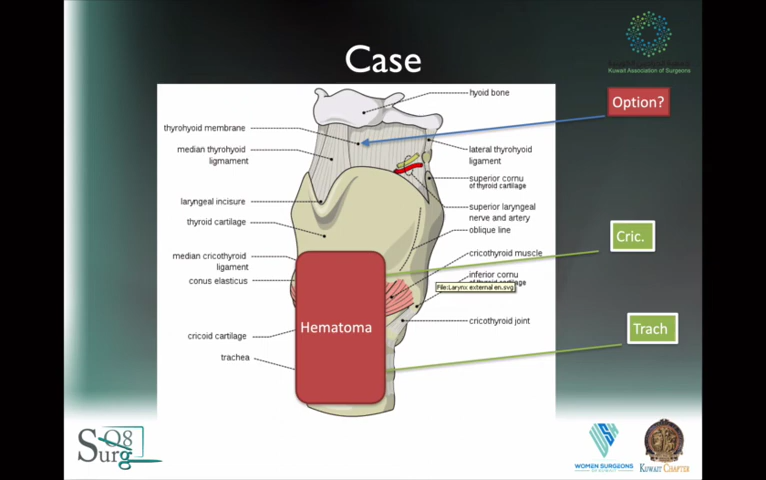 Case
Kuwait Association of Surgeons
Option?
hyoid bone
thyrohyoid membrane
median thyrohyoid
ligmament
lateral thyrohyoid
ligament
superior cornu
of thyroid cartilage
laryngeal incisure
superior laryngeal
nerve and artery
thyroid cartilage
oblique line
Cric.
median cricothyroid
ligament
cricothyroid muscle
conus elasticus
inferior cornu
File:Larynx external en.svg
Hematoma
cricoid cartilage
cricothyroid joint
Trach
trachea
Q8
Surg
WOMEN SURGEONS
IN KUWAIT
KUWAIT CHAPTER